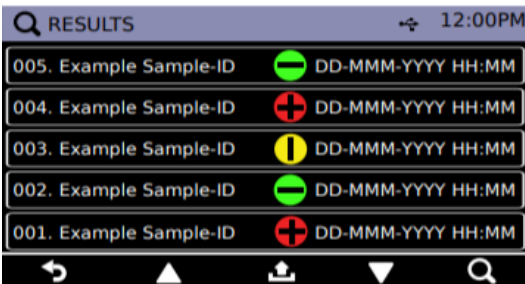 RESULTS 12:00PM
005. Example Sample-ID DD-MMM-YYYY HH:MM
004. Example Sample-ID DD-MMM-YYYY HH:MM
003. Example Sample-ID DD-MMM-YYYY HH:MM
002. Example Sample-ID DD-MMM-YYYY HH:MM
001. Example Sample-ID DD-MMM-YYYY HH:MM